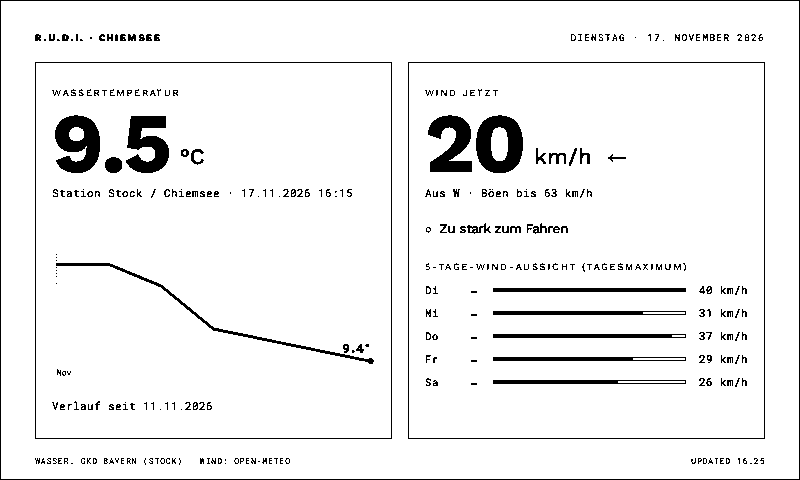 R.U.D.I. · CHIEMSEE
DIENSTAG · 17. NOVEMBER 2026
WASSERTEMPERATUR
9.5 °C
Station Stock / Chiemsee · 17.11.2026 16:15
9.4°
Nov
Verlauf seit 11.11.2026
WIND JETZT
20 km/h ←
Aus W · Böen bis 63 km/h
Zu stark zum Fahren
5-TAGE-WIND-AUSSICHT (TAGESMAXIMUM)
Di – 40 km/h
Mi – 31 km/h
Do – 37 km/h
Fr – 29 km/h
Sa – 26 km/h
WASSER: GKD BAYERN (STOCK) WIND: OPEN-METEO
UPDATED 16:25